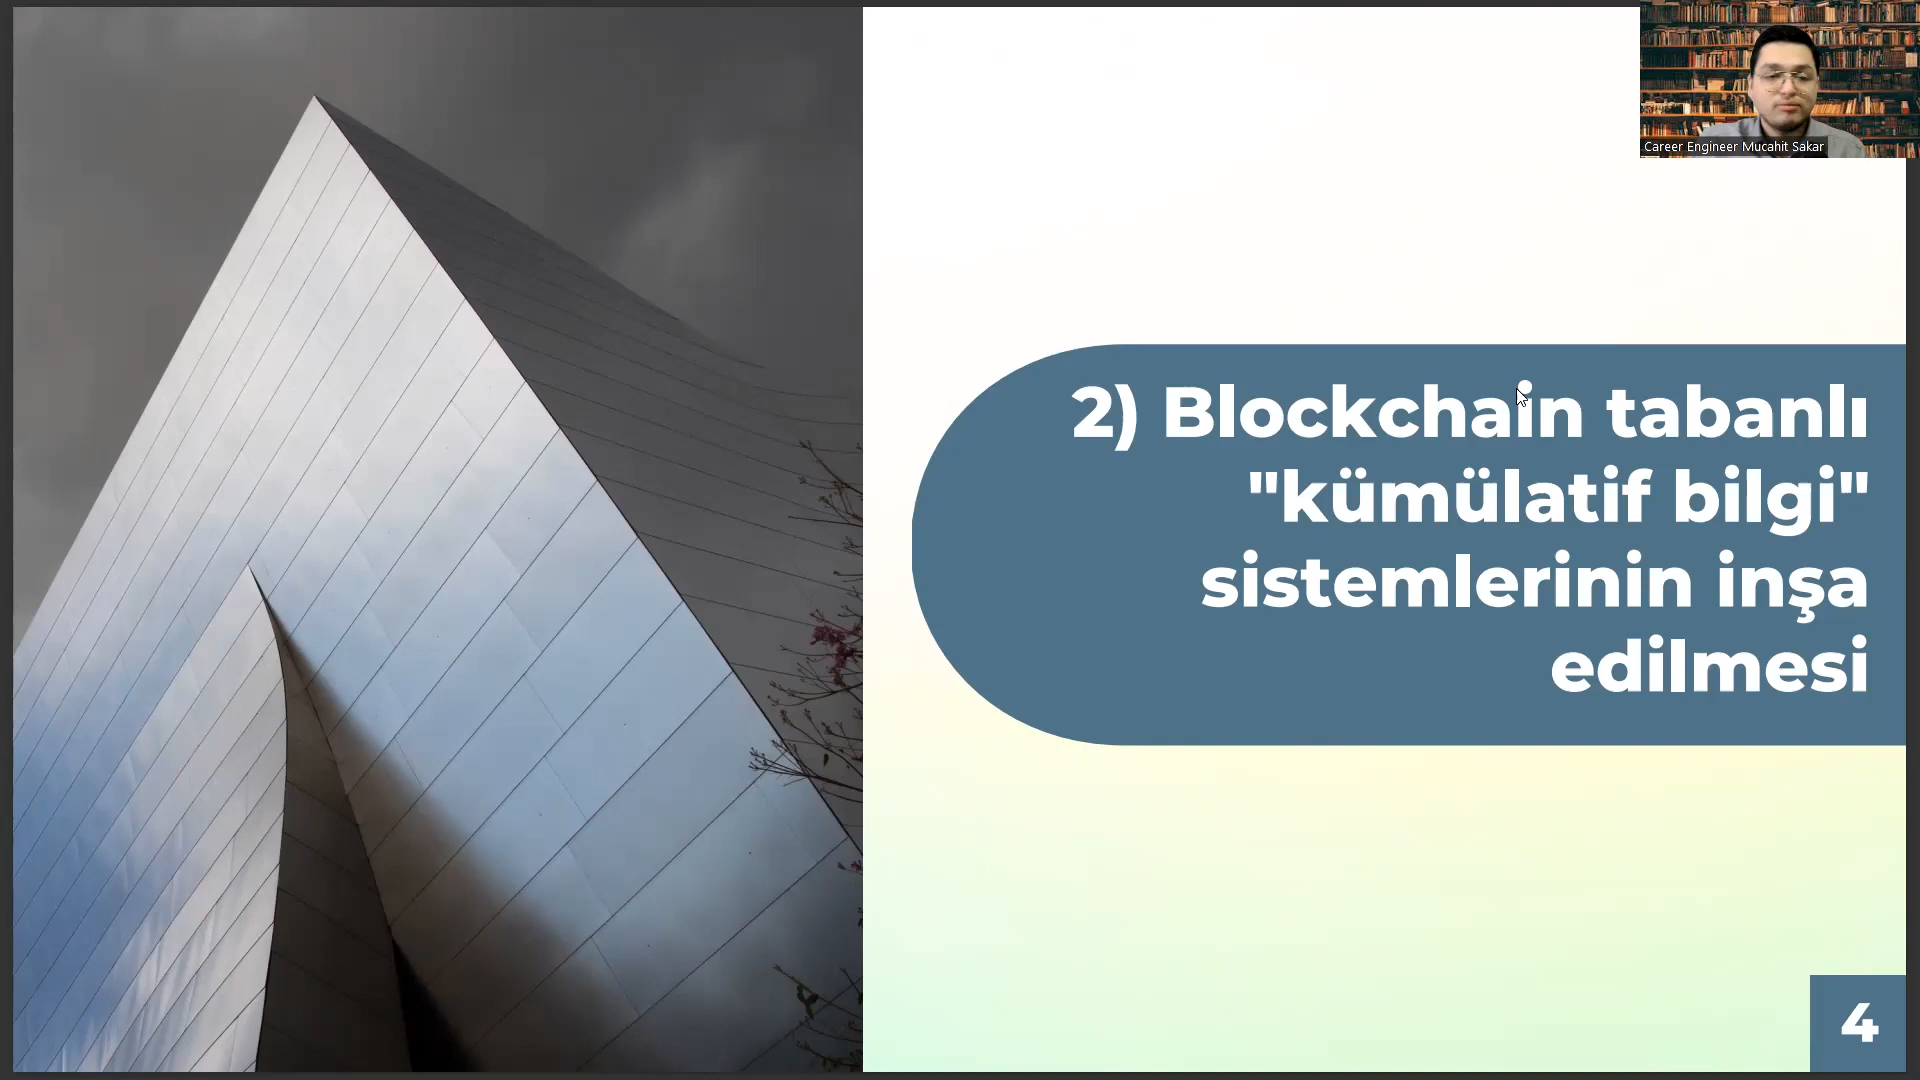 Career Engineer Mucahit Sakar
2) Blockchain tabanlı
"kümülatif bilgi"
sistemlerinin inşa
edilmesi
4